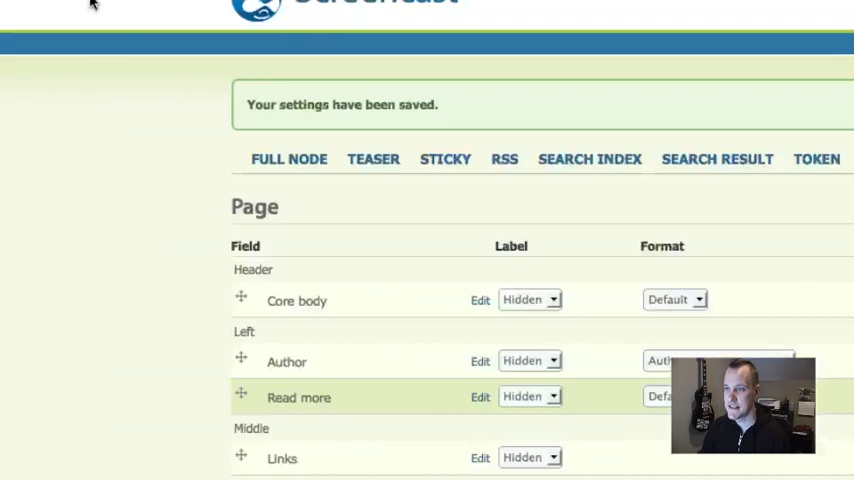 Screencast
Your settings have been saved.
FULL NODE TEASER STICKY RSS SEARCH INDEX SEARCH RESULT TOKEN
Page
Field Label Format
Header
Core body Edit Hidden Default
Left
Author Edit Hidden
Read more Edit Hidden
Middle
Links Edit Hidden